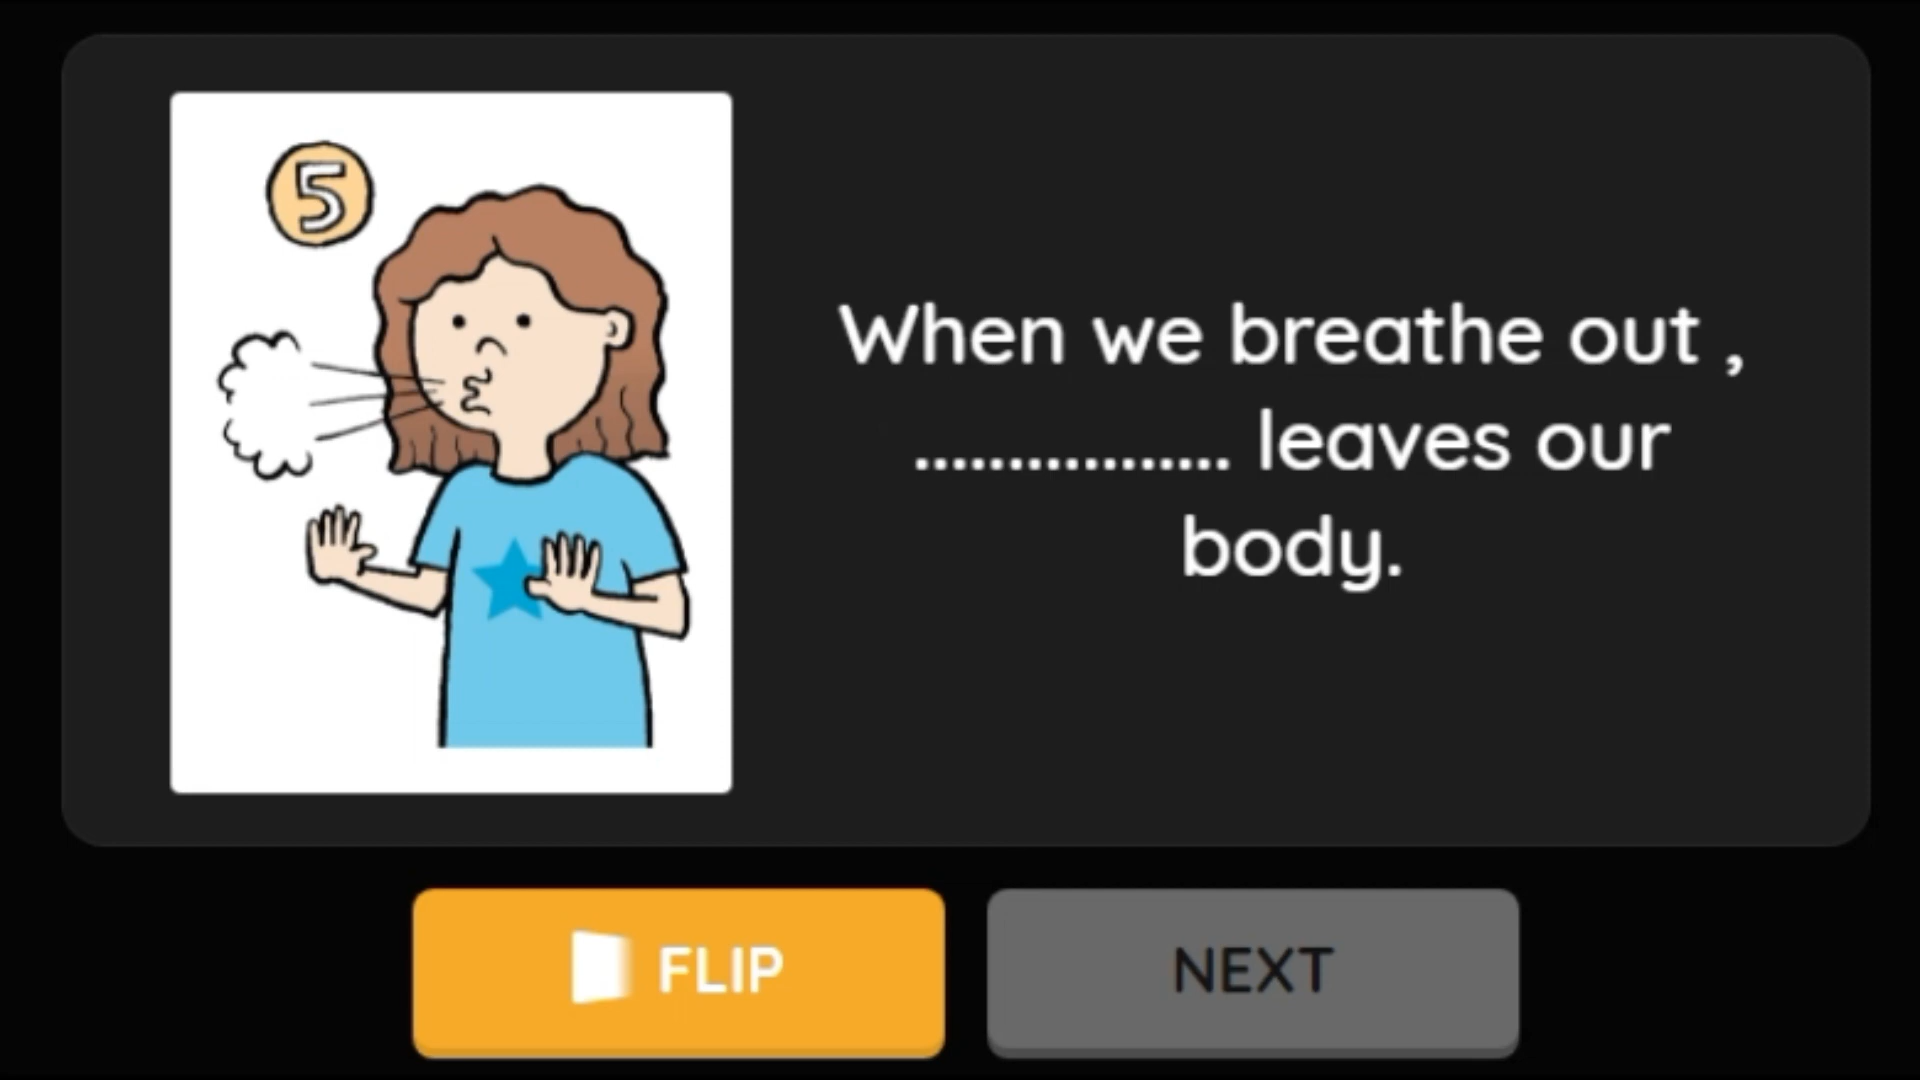 5
When we breathe out ,
................. leaves our
body.
FLIP
NEXT